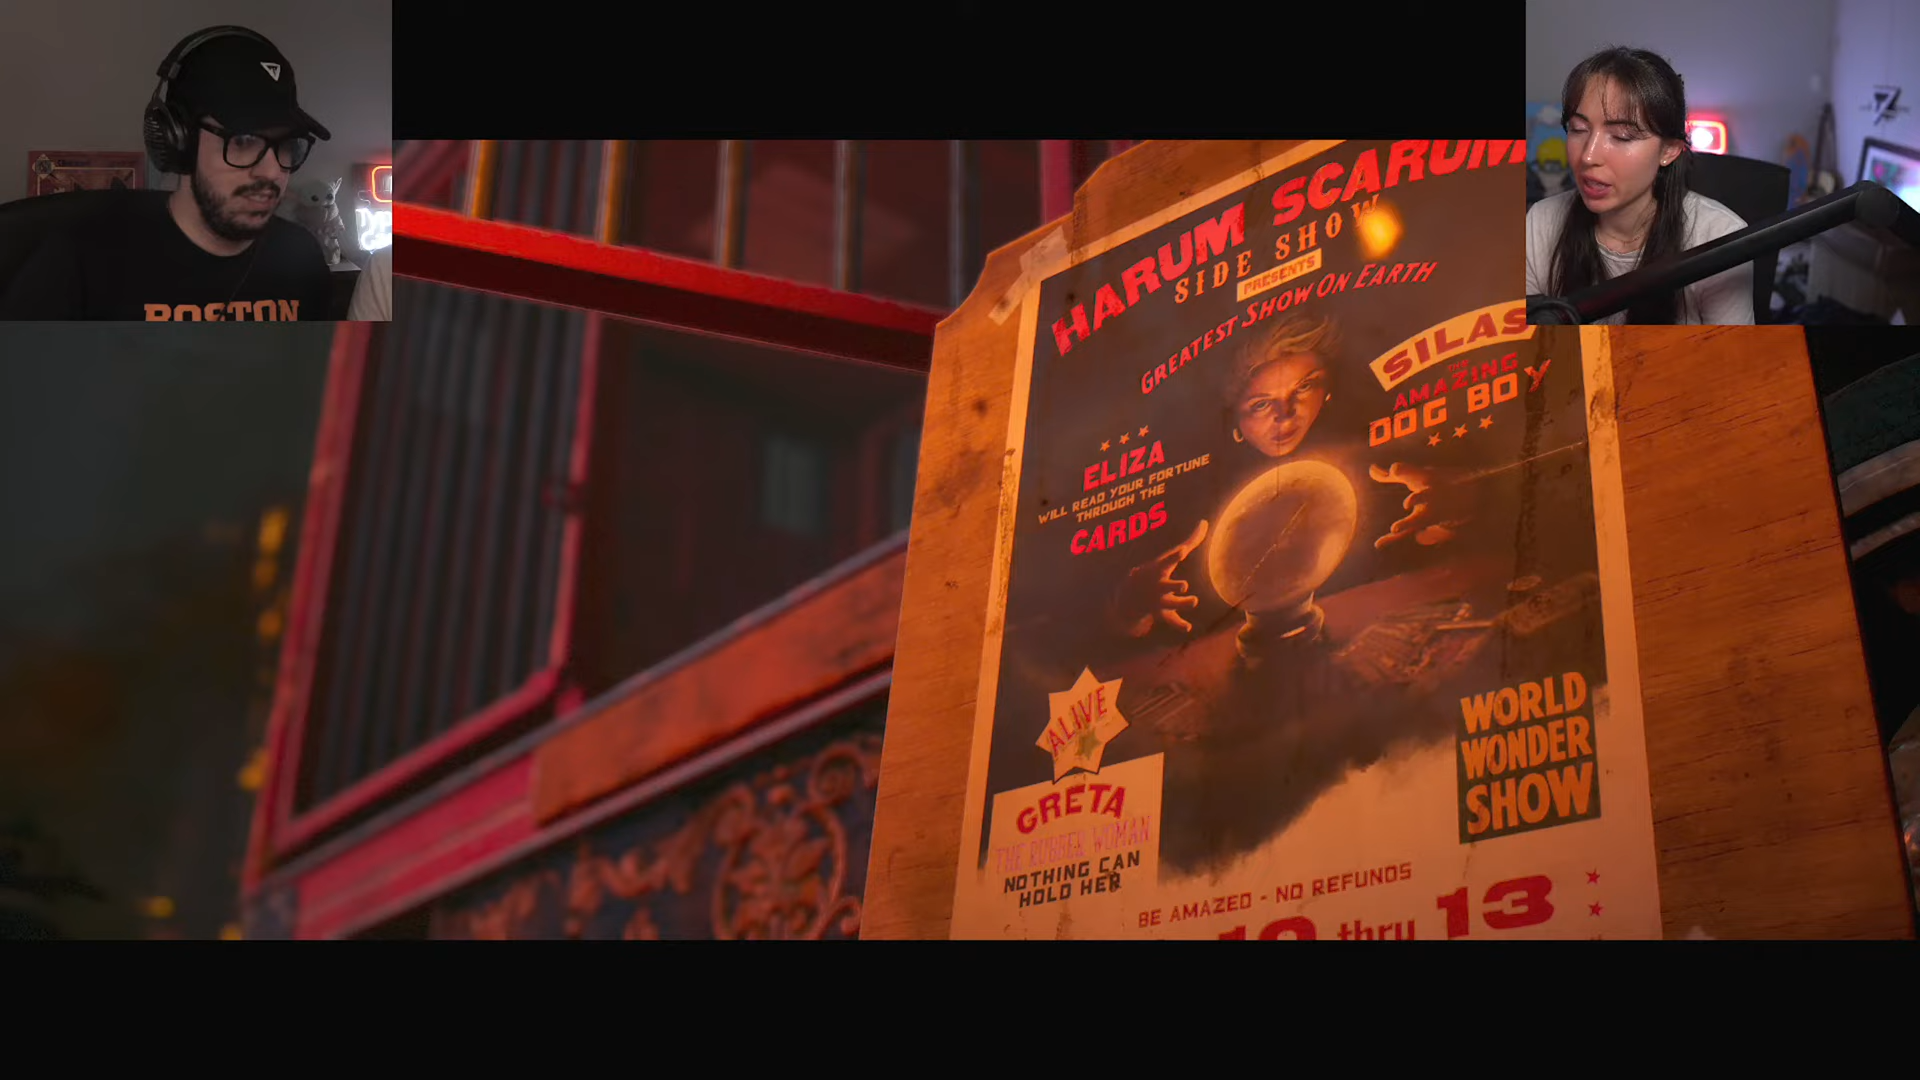 BOSTON
HARUM SCARUM
SIDE SHOW
PRESENTS
GREATEST SHOW ON EARTH
SILAS
THE
AMAZING
DOG BOY
ELIZA
WILL READ YOUR FORTUNE
THROUGH THE
CARDS
ALIVE
GRETA
THE RUBBER WOMAN
NOTHING CAN
HOLD HER
WORLD
WONDER
SHOW
BE AMAZED - NO REFUNDS
thru 13